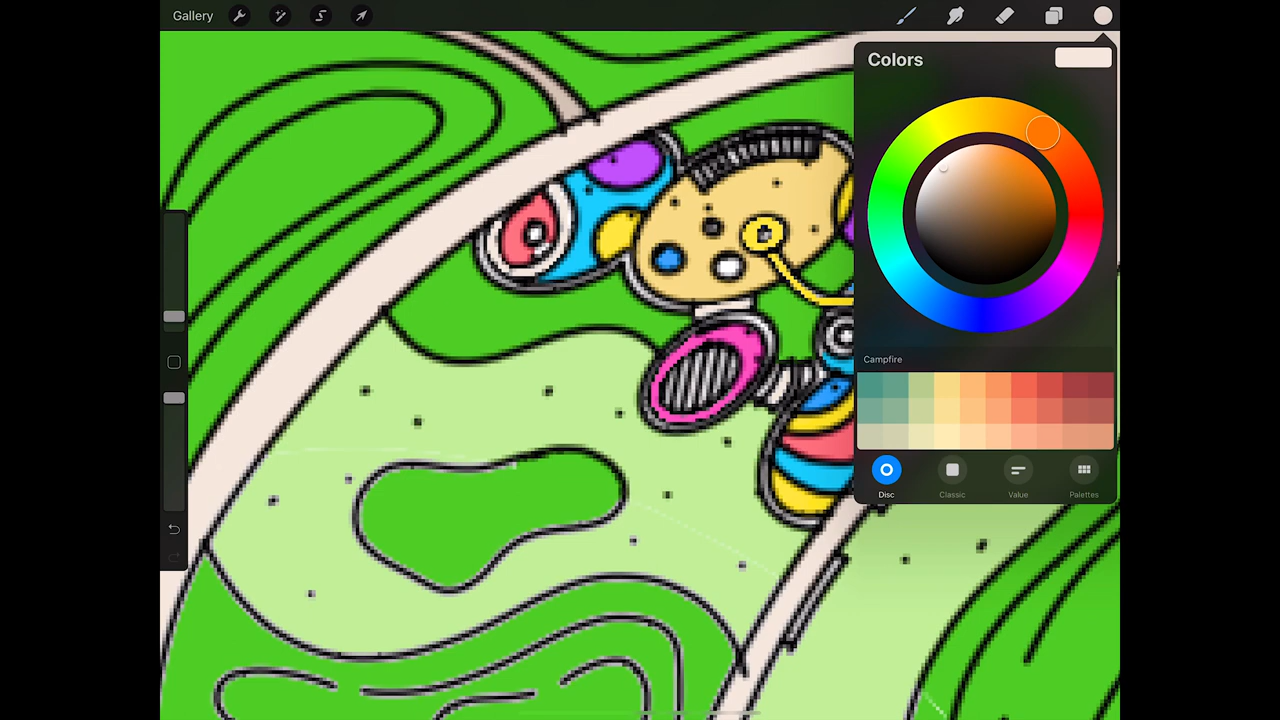 Gallery
Colors
Campfire
Disc
Classic
Value
Palettes